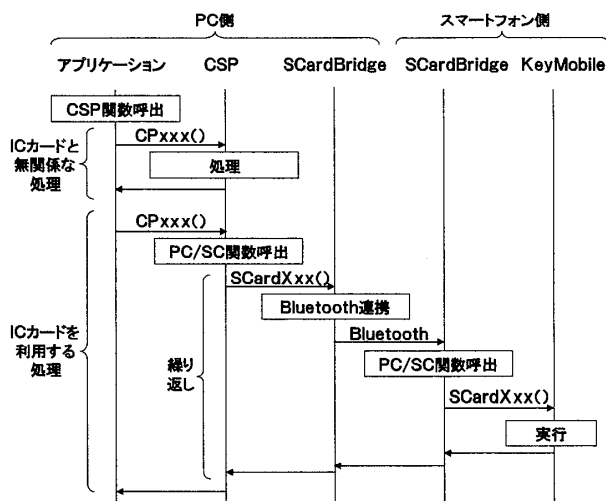 PC側
スマートフォン側
アプリケーション
CSP
SCardBridge
SCardBridge
KeyMobile
CSP関数呼出
ICカードと
無関係な
処理
CPxxx()
処理
CPxxx()
PC/SC関数呼出
SCardXxx()
Bluetooth連携
Bluetooth
ICカードを
利用する
処理
繰り
返し
PC/SC関数呼出
SCardXxx()
実行